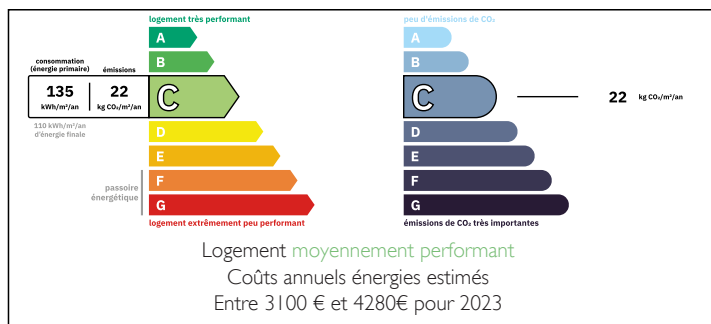 logement très performant
A
B
consommation
(énergie primaire)
émissions
135
kWh/m²/an
22
kg CO₂/m²/an
C
110 kWh/m²/an
d'énergie finale
D
E
passoire
énergétique
F
G
logement extrêmement peu performant
peu d'émissions de CO₂
A
B
C
22 kg CO₂/m²/an
D
E
F
G
émissions de CO₂ très importantes
Logement moyennement performant
Coûts annuels énergies estimés
Entre 3100 € et 4280€ pour 2023